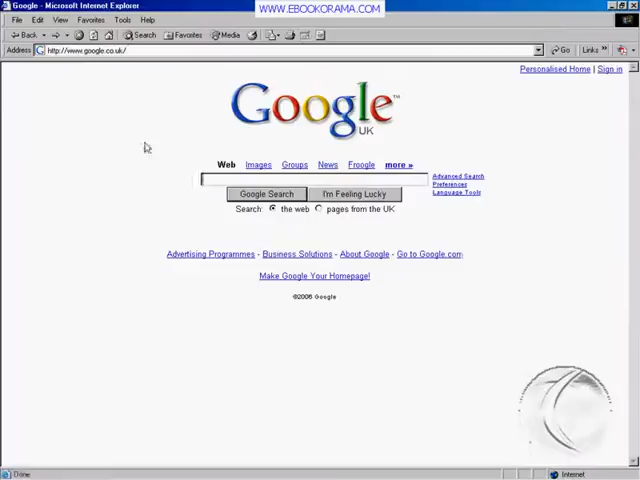 Google - Microsoft Internet Explorer
WWW.EBOOKORAMA.COM
File Edit View Favorites Tools Help
Back Search Favorites Media
Address http://www.google.co.uk/ Go Links »
Personalised Home | Sign in
Google™
UK
Web Images Groups News Froogle more »
Advanced Search
Preferences
Language Tools
Google Search I'm Feeling Lucky
Search: the web pages from the UK
Advertising Programmes - Business Solutions - About Google - Go to Google.com
Make Google Your Homepage!
©2006 Google
Done Internet